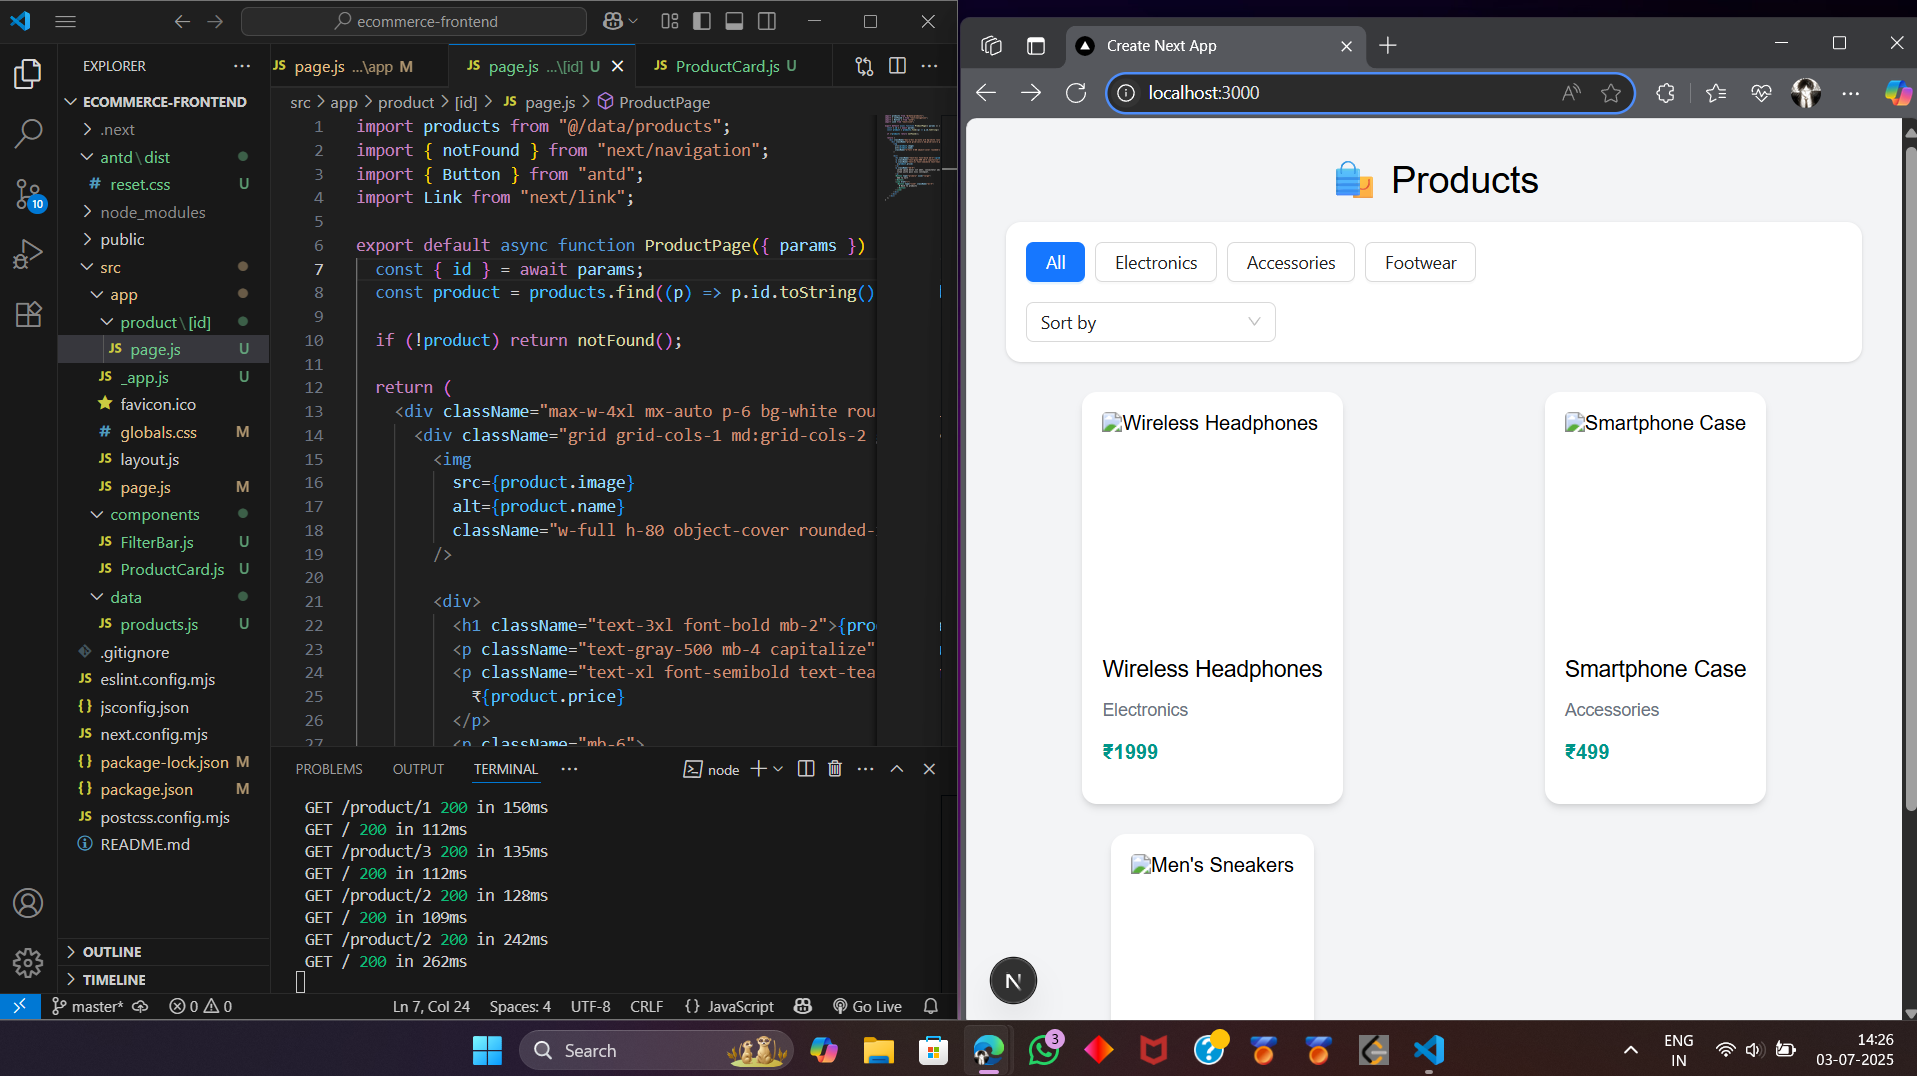 ecommerce-frontend
EXPLORER
ECOMMERCE-FRONTEND
.next
antd\dist
reset.css U
node_modules
public
src
app
product\[id]
page.js U
_app.js U
favicon.ico
globals.css M
layout.js
page.js M
components
FilterBar.js U
ProductCard.js U
data
products.js U
.gitignore
eslint.config.mjs
jsconfig.json
next.config.mjs
package-lock.json M
package.json M
postcss.config.mjs
README.md
OUTLINE
TIMELINE
10
JS page.js ...\app M
JS page.js ...\[id] U
JS ProductCard.js U
src > app > product > [id] > JS page.js > ProductPage
1 import products from "@/data/products";
2 import { notFound } from "next/navigation";
3 import { Button } from "antd";
4 import Link from "next/link";
5
6 export default async function ProductPage({ params })
7 const { id } = await params;
8 const product = products.find((p) => p.id.toString()
9
10 if (!product) return notFound();
11
12 return (
13 <div className="max-w-4xl mx-auto p-6 bg-white rou
14 <div className="grid grid-cols-1 md:grid-cols-2
15 <img
16 src={product.image}
17 alt={product.name}
18 className="w-full h-80 object-cover rounded-
19 />
20
21 <div>
22 <h1 className="text-3xl font-bold mb-2">{pro
23 <p className="text-gray-500 mb-4 capitalize"
24 <p className="text-xl font-semibold text-tea
25 ₹{product.price}
26 </p>
27 <p className="mb-6">
PROBLEMS OUTPUT TERMINAL ··· node
GET /product/1 200 in 150ms
GET / 200 in 112ms
GET /product/3 200 in 135ms
GET / 200 in 112ms
GET /product/2 200 in 128ms
GET / 200 in 109ms
GET /product/2 200 in 242ms
GET / 200 in 262ms
master* 0 0 Ln 7, Col 24 Spaces: 4 UTF-8 CRLF {} JavaScript Go Live
Create Next App
localhost:3000
Products
All Electronics Accessories Footwear
Sort by
Wireless Headphones
Wireless Headphones
Electronics
₹1999
Smartphone Case
Smartphone Case
Accessories
₹499
Men's Sneakers
N
Search
3
ENG
IN
14:26
03-07-2025